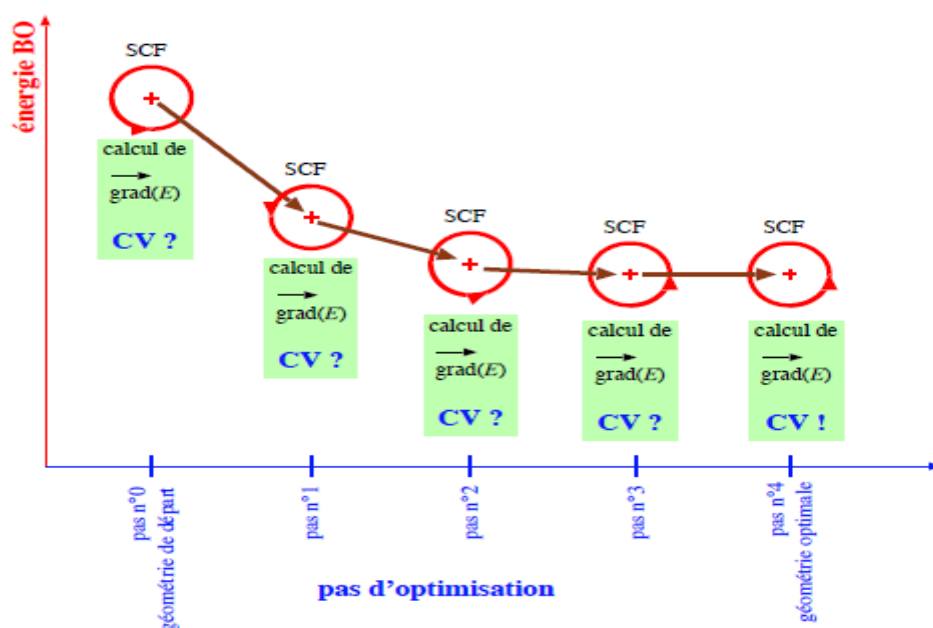 énergie BO
SCF
calcul de
grad(E)
CV ?
SCF
calcul de
grad(E)
CV ?
SCF
calcul de
grad(E)
CV ?
SCF
calcul de
grad(E)
CV ?
SCF
calcul de
grad(E)
CV !
pas n°0
géométrie de départ
pas n°1
pas n°2
pas n°3
pas n°4
géométrie optimale
pas d'optimisation